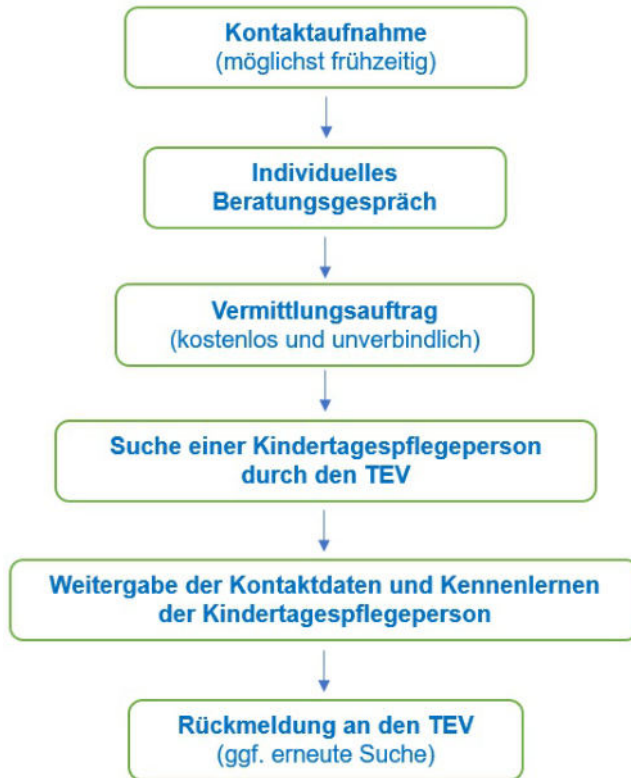 Kontaktaufnahme
(möglichst frühzeitig)
Individuelles
Beratungsgespräch
Vermittlungsauftrag
(kostenlos und unverbindlich)
Suche einer Kindertagespflegeperson
durch den TEV
Weitergabe der Kontaktdaten und Kennenlernen
der Kindertagespflegeperson
Rückmeldung an den TEV
(ggf. erneute Suche)